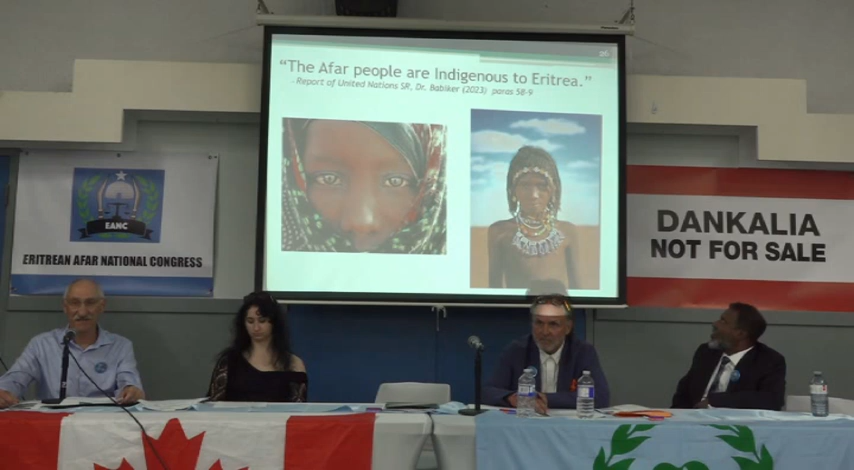 “The Afar people are Indigenous to Eritrea.”
- Report of United Nations SR, Dr. Babiker (2023) paras 58-9
EANC
ERITREAN AFAR NATIONAL CONGRESS
DANKALIA
NOT FOR SALE